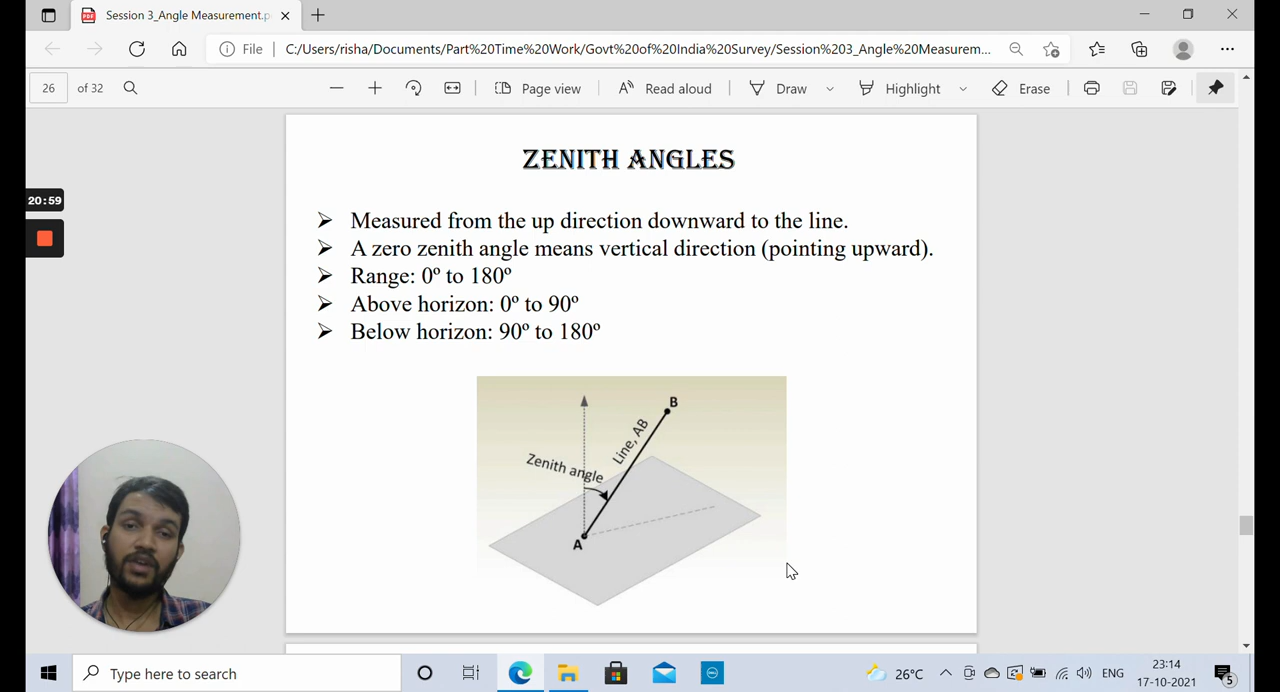 Session 3_Angle Measurement.p
File
C:/Users/risha/Documents/Part%20Time%20Work/Govt%20of%20India%20Survey/Session%203_Angle%20Measurem...
26 of 32
Page view
Read aloud
Draw
Highlight
Erase
ZENITH ANGLES
20:59
➢ Measured from the up direction downward to the line.
➢ A zero zenith angle means vertical direction (pointing upward).
➢ Range: 0º to 180º
➢ Above horizon: 0º to 90º
➢ Below horizon: 90º to 180º
B
Line, AB
Zenith angle
A
Type here to search
26°C
ENG
23:14
17-10-2021
5